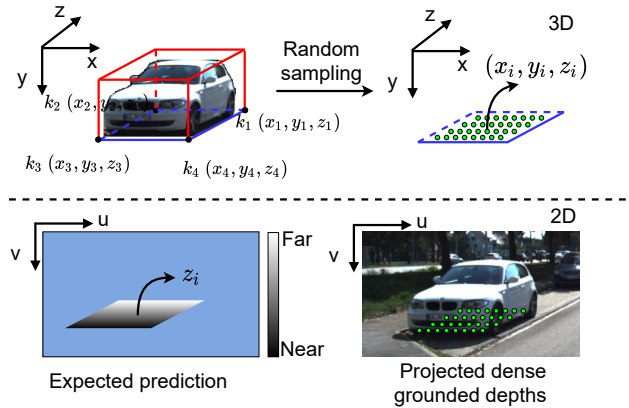 z
x
y
k₂ (x₂, y₂, z₂)
k₁ (x₁, y₁, z₁)
k₃ (x₃, y₃, z₃)
k₄ (x₄, y₄, z₄)
Random
sampling
3D
z
x
y
(xᵢ, yᵢ, zᵢ)
u
v
zᵢ
Far
Near
Expected prediction
2D
u
v
Projected dense
grounded depths